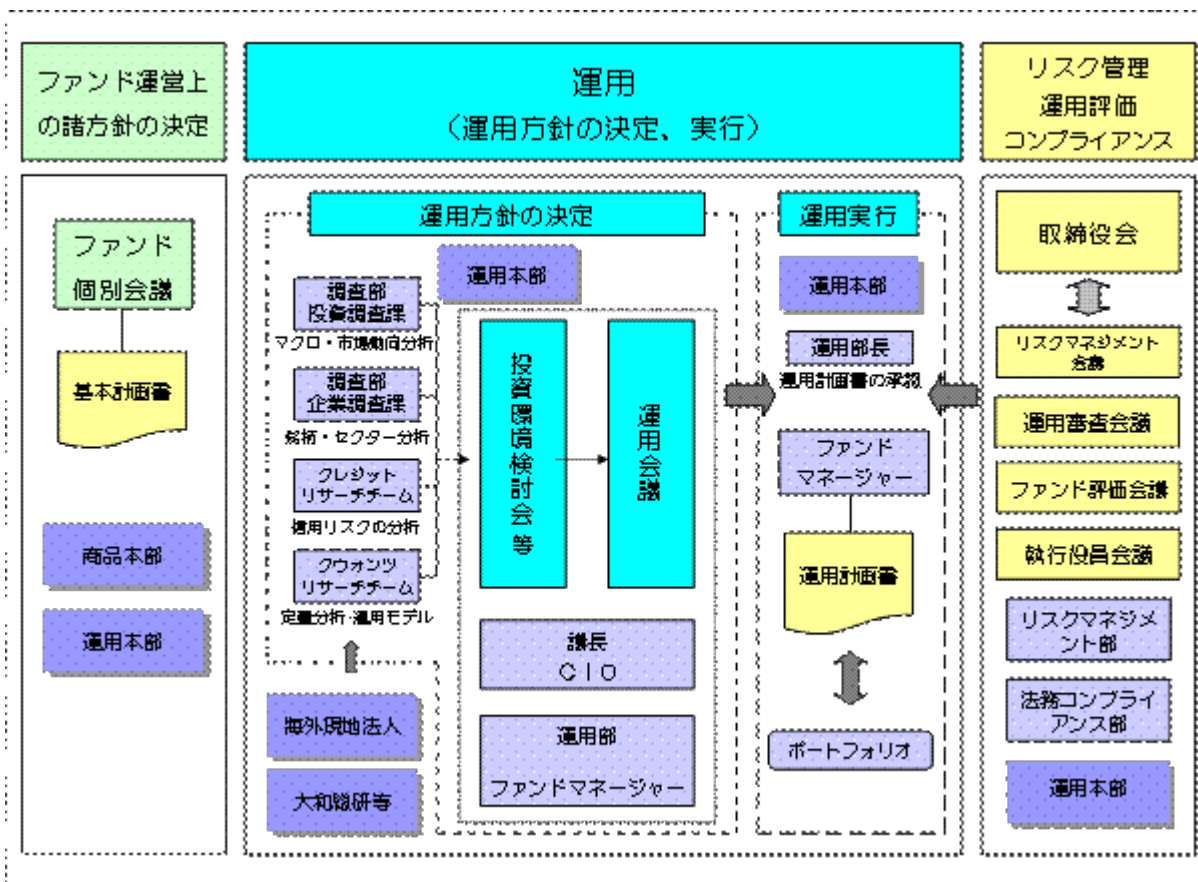 ファンド運営上
の諸方針の決定
運用
（運用方針の決定、実行）
リスク管理
運用評価
コンプライアンス
ファンド
個別会議
基本計画書
商品本部
運用本部
運用方針の決定
運用本部
調査部
投資調査課
マクロ・市場動向分析
調査部
企業調査課
銘柄・セクター分析
クレジット
リサーチチーム
信用リスクの分析
クウォンツ
リサーチチーム
定量分析・運用モデル
海外現地法人
大和総研等
投資環境検討会等
運用会議
議長
ＣＩＯ
運用部
ファンドマネージャー
運用実行
運用本部
運用部長
運用計画書の承認
ファンド
マネージャー
運用計画書
ポートフォリオ
取締役会
リスクマネジメント
会議
運用審査会議
ファンド評価会議
執行役員会議
リスクマネジメ
ント部
法務コンプライ
アンス部
運用本部